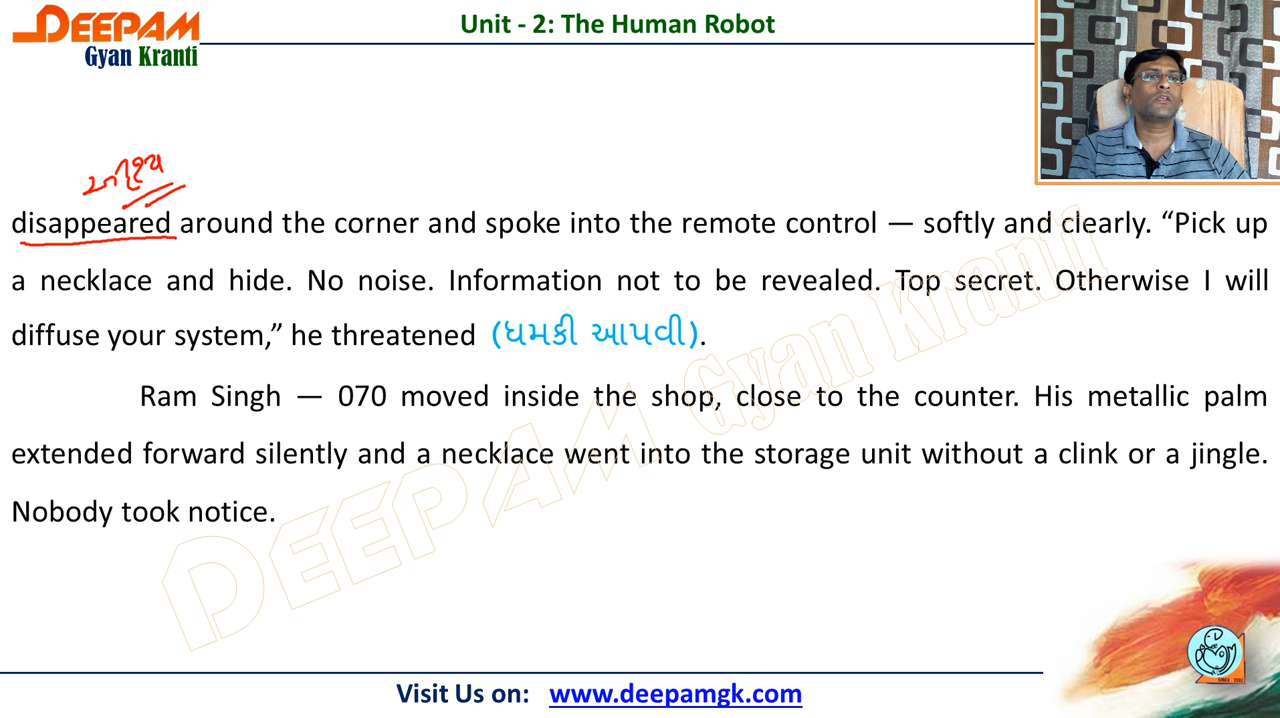 DEEPAM
Gyan Kranti
Unit - 2: The Human Robot
અદૃશ્ય
disappeared around the corner and spoke into the remote control — softly and clearly. “Pick up
a necklace and hide. No noise. Information not to be revealed. Top secret. Otherwise I will
diffuse your system,” he threatened (ધમકી આપવી).
Ram Singh — 070 moved inside the shop, close to the counter. His metallic palm
extended forward silently and a necklace went into the storage unit without a clink or a jingle.
Nobody took notice.
DEEPAM Gyan Kranti
Visit Us on: www.deepamgk.com